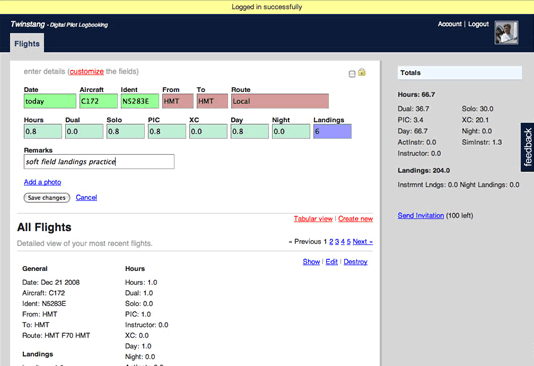 Logged in successfully
Twinstang - Digital Pilot Logbooking
Account | Logout
Flights
enter details (customize the fields)
Date Aircraft Ident From To Route
today C172 N5283E HMT HMT Local
Hours Dual Solo PIC XC Day Night Landings
0.8 0.0 0.8 0.8 0.0 0.8 0.0 6
Remarks
soft field landings practice
Add a photo
Save changes Cancel
Tabular view | Create new
All Flights
Detailed view of your most recent flights.
« Previous 1 2 3 4 5 Next »
Show | Edit | Destroy
General
Date: Dec 21 2008
Aircraft: C172
Ident: N5283E
From: HMT
To: HMT
Route: HMT F70 HMT
Landings
Hours
Hours: 1.0
Dual: 1.0
Solo: 0.0
PIC: 1.0
Instructor: 0.0
XC: 0.0
Day: 1.0
Night: 0.0
Totals
Hours: 66.7
Dual: 36.7 Solo: 30.0
PIC: 3.4 XC: 20.1
Day: 66.7 Night: 0.0
ActInstr: 0.0 SimInstr: 1.3
Instructor: 0.0
Landings: 204.0
Instrmnt Lndgs: 0.0 Night Landings: 0.0
Send Invitation (100 left)
feedback